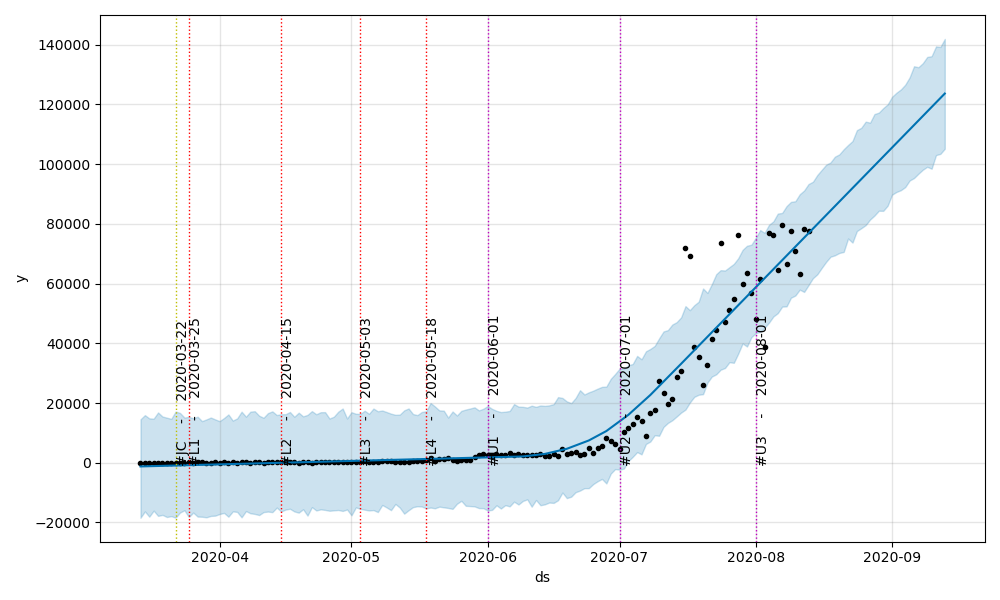 140000
120000
100000
80000
60000
40000
20000
0
−20000
y
#JC - 2020-03-22
#L1 - 2020-03-25
#L2 - 2020-04-15
#L3 - 2020-05-03
#L4 - 2020-05-18
#U1 - 2020-06-01
#U2 - 2020-07-01
#U3 - 2020-08-01
2020-04
2020-05
2020-06
2020-07
2020-08
2020-09
ds